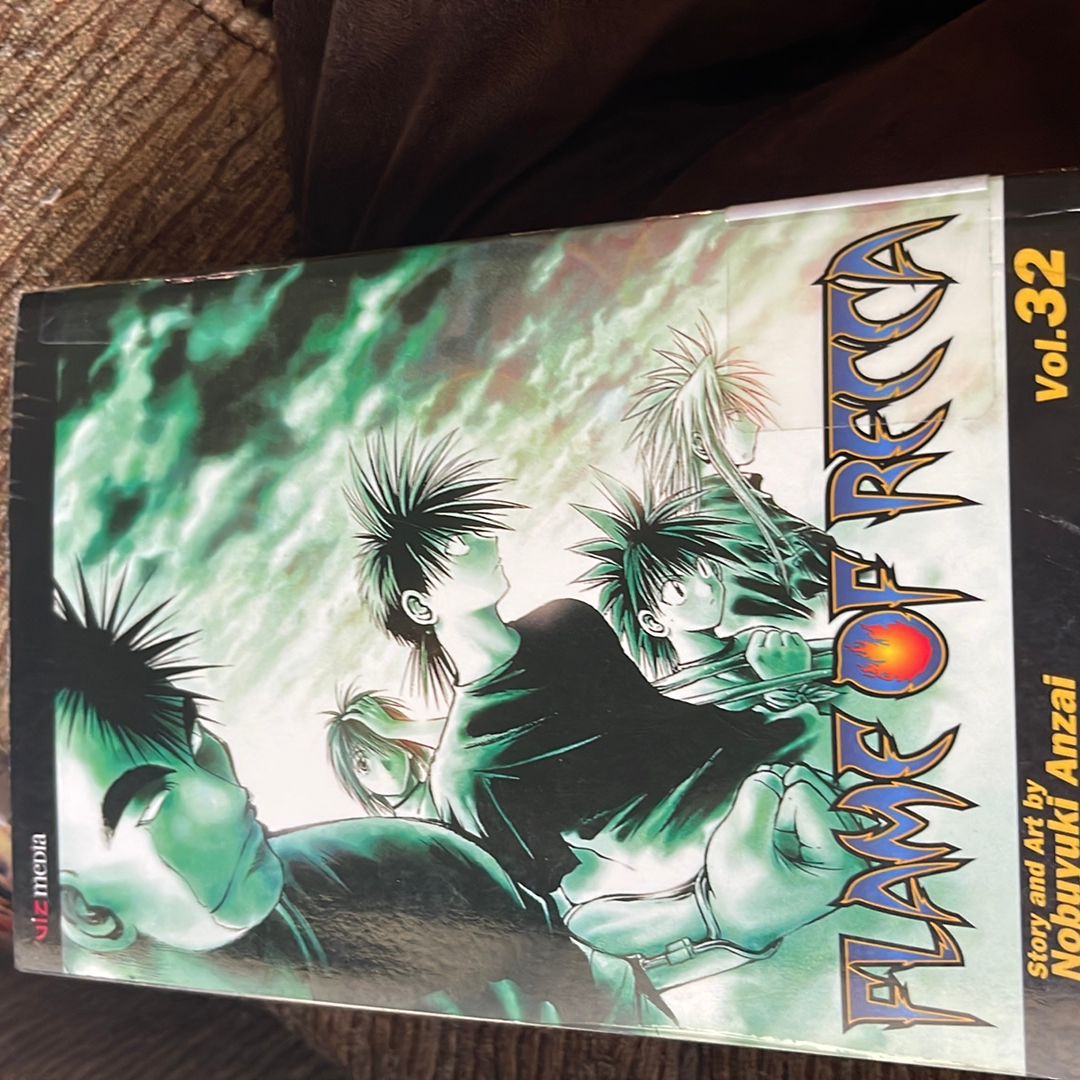 viz media
FLAME OF RECCA
Vol.32
Story and Art by
Nobuyuki Anzai